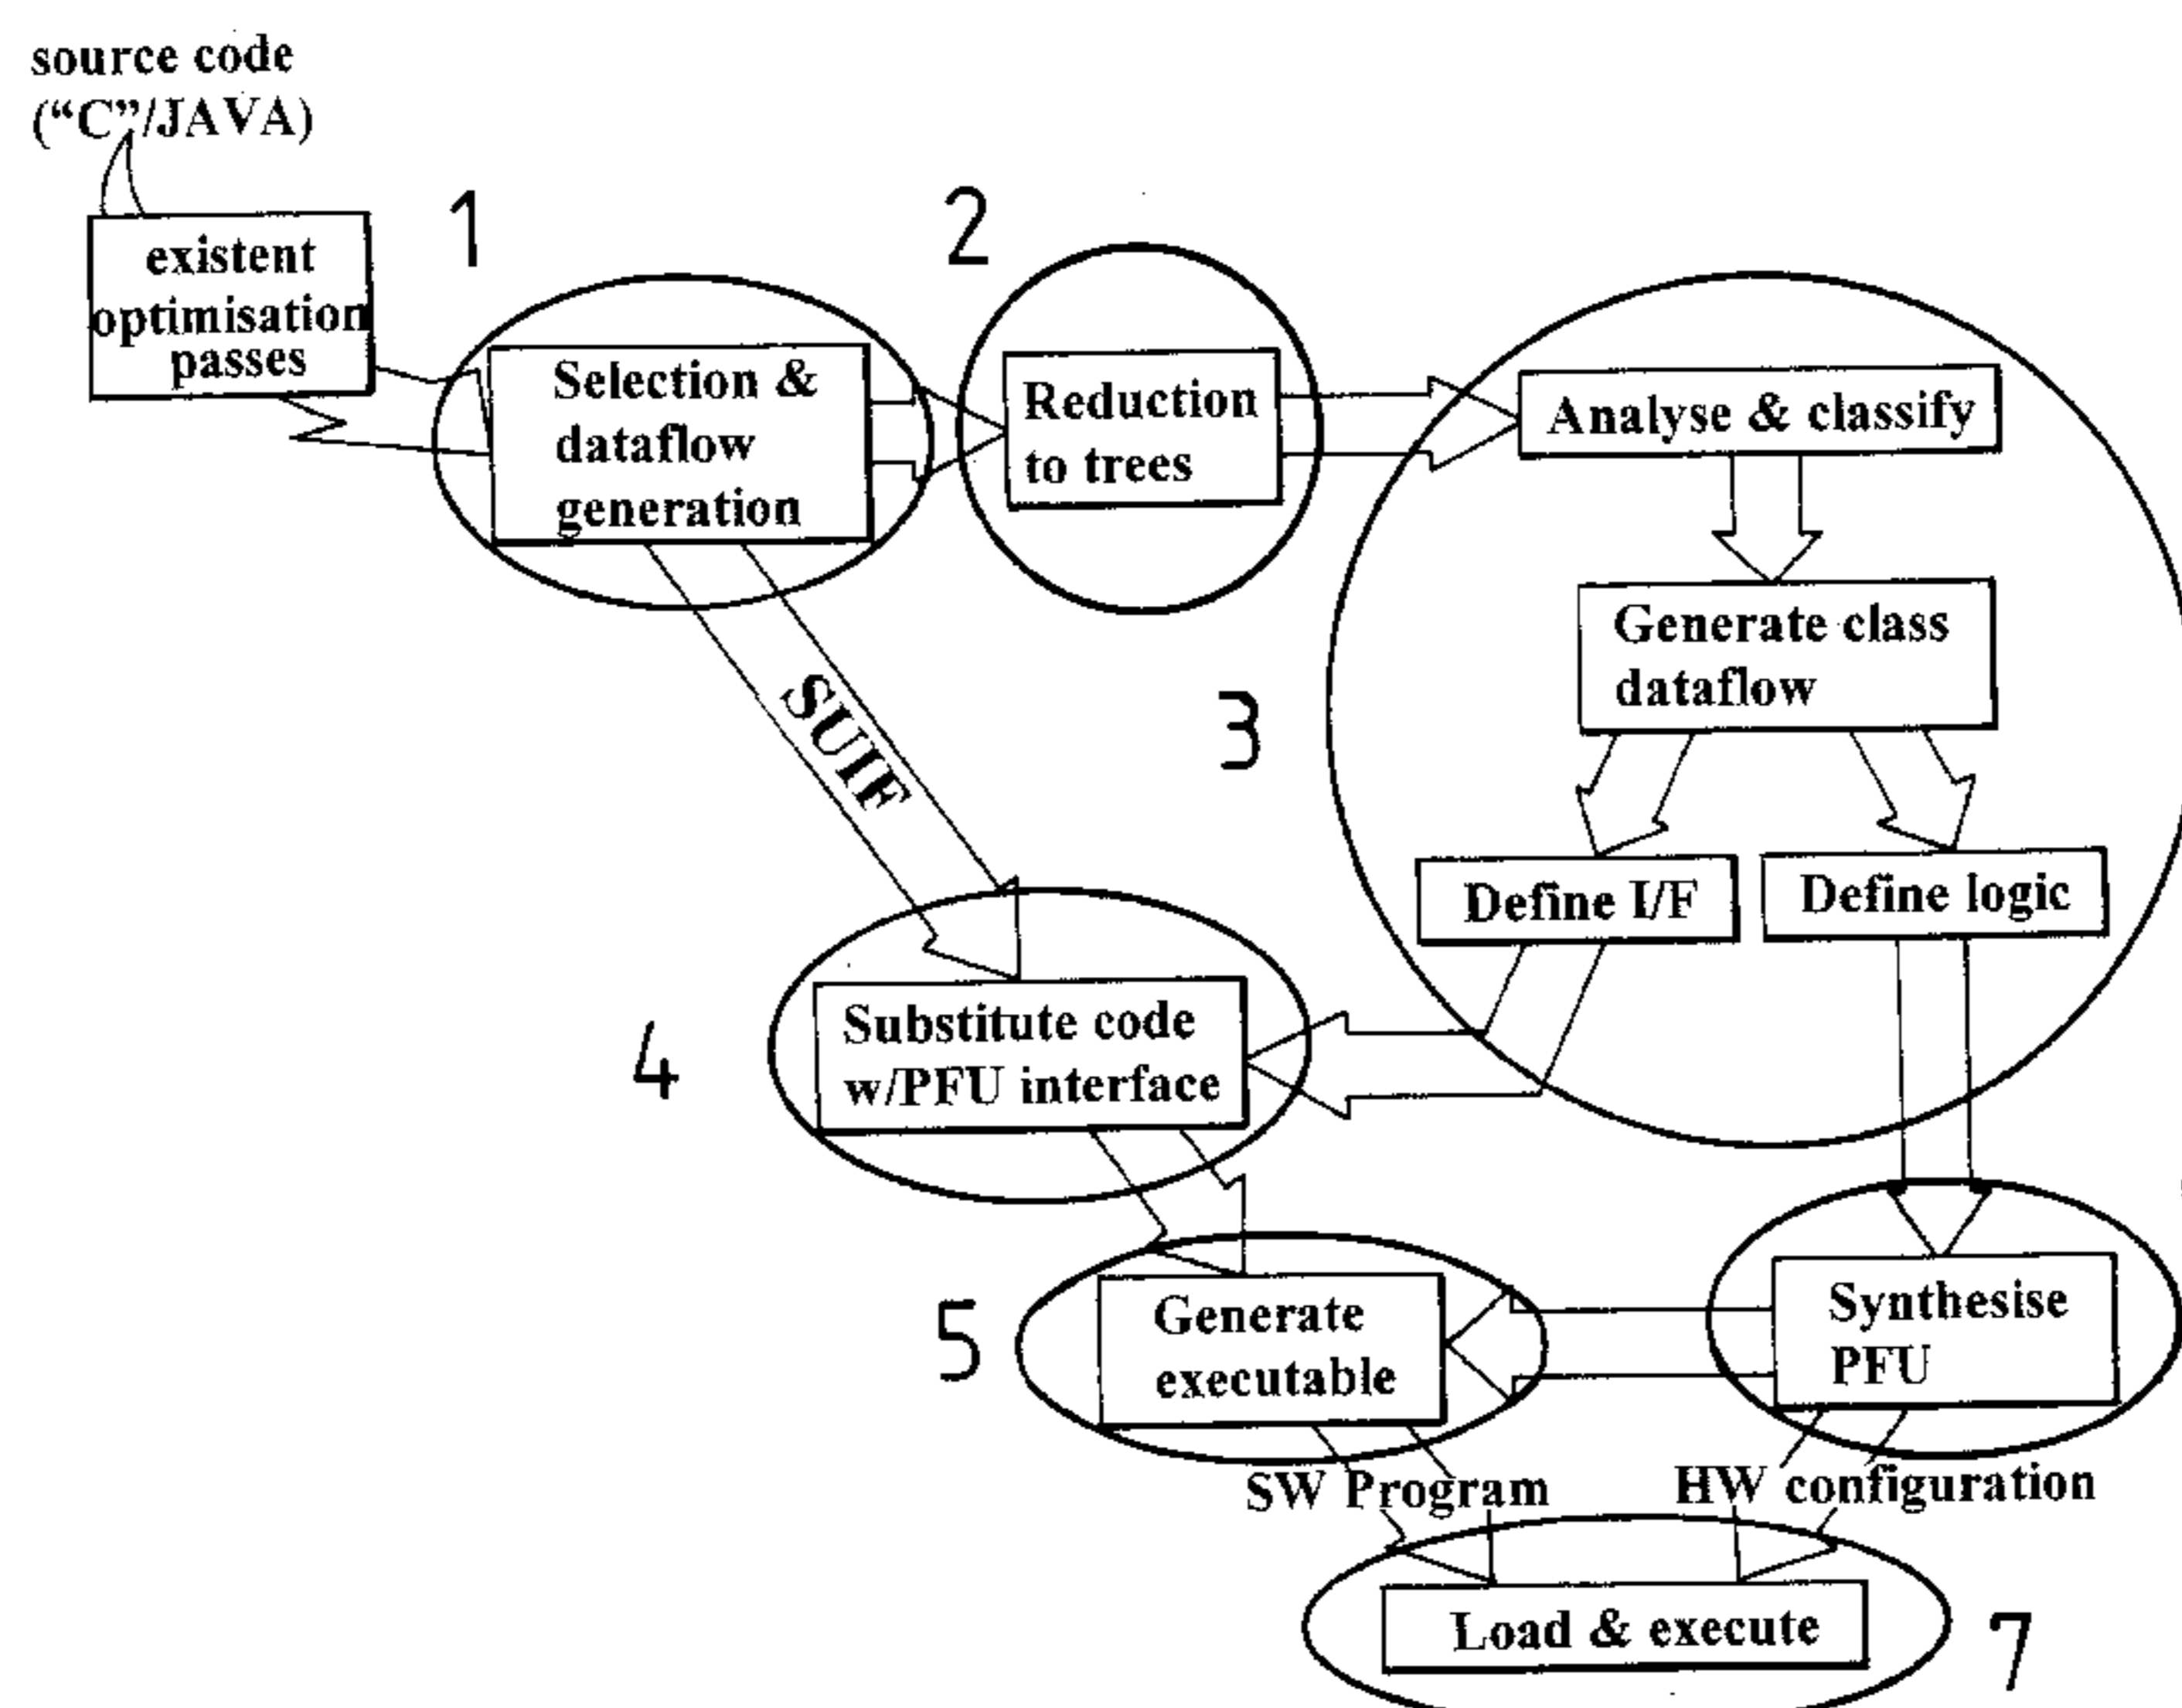 source code
("C"/JAVA)
existent
optimisation
passes
1
Selection &
dataflow
generation
2
Reduction
to trees
Analyse & classify
Generate class
dataflow
3
SUIF
Define I/F
Define logic
4
Substitute code
w/PFU interface
5
Generate
executable
Synthesise
PFU
SW Program
HW configuration
Load & execute
7